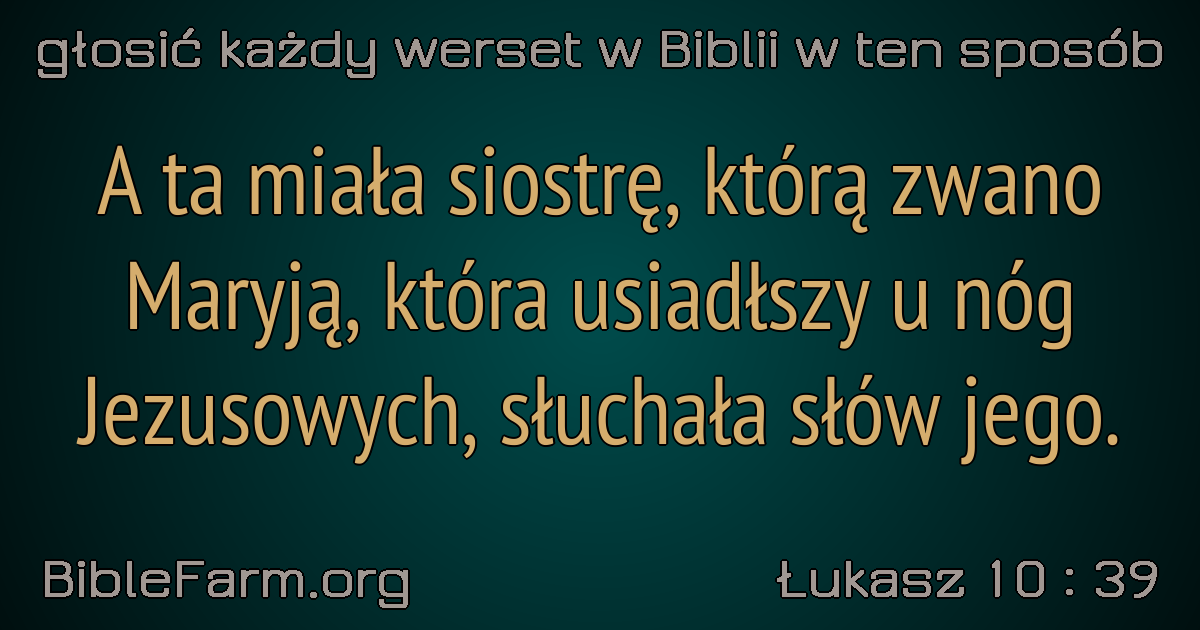 głosić każdy werset w Biblii w ten sposób
A ta miała siostrę, którą zwano
Maryją, która usiadłszy u nóg
Jezusowych, słuchała słów jego.
BibleFarm.org
Łukasz 10 : 39